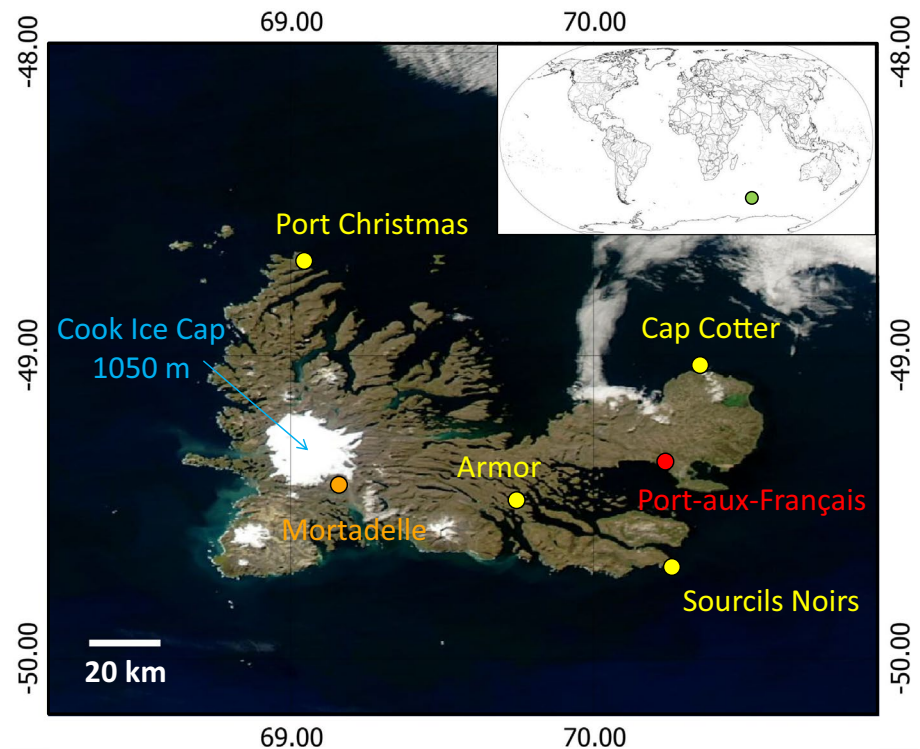 69.00
70.00
-48.00
-48.00
Port Christmas
Cook Ice Cap
1050 m
Cap Cotter
-49.00
-49.00
Armor
Port-aux-Français
Mortadelle
Sourcils Noirs
20 km
-50.00
-50.00
69.00
70.00